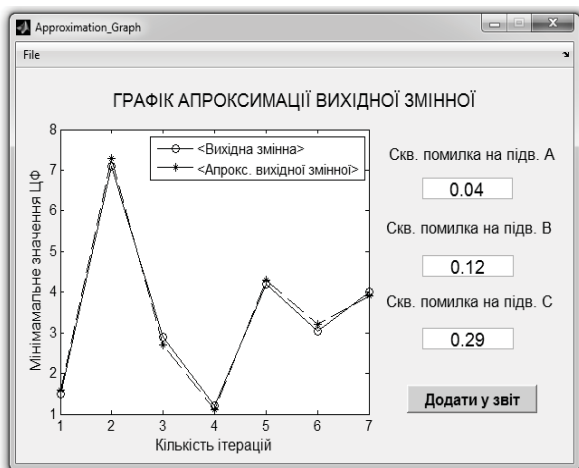 Approximation_Graph
File
ГРАФІК АПРОКСИМАЦІЇ ВИХІДНОЇ ЗМІННОЇ
<Вихідна змінна>
<Апрокс. вихідної змінної>
Мінімамальне значення ЦФ
8
7
6
5
4
3
2
1
1 2 3 4 5 6 7
Кількість ітерацій
Скв. помилка на підв. А
0.04
Скв. помилка на підв. В
0.12
Скв. помилка на підв. С
0.29
Додати у звіт